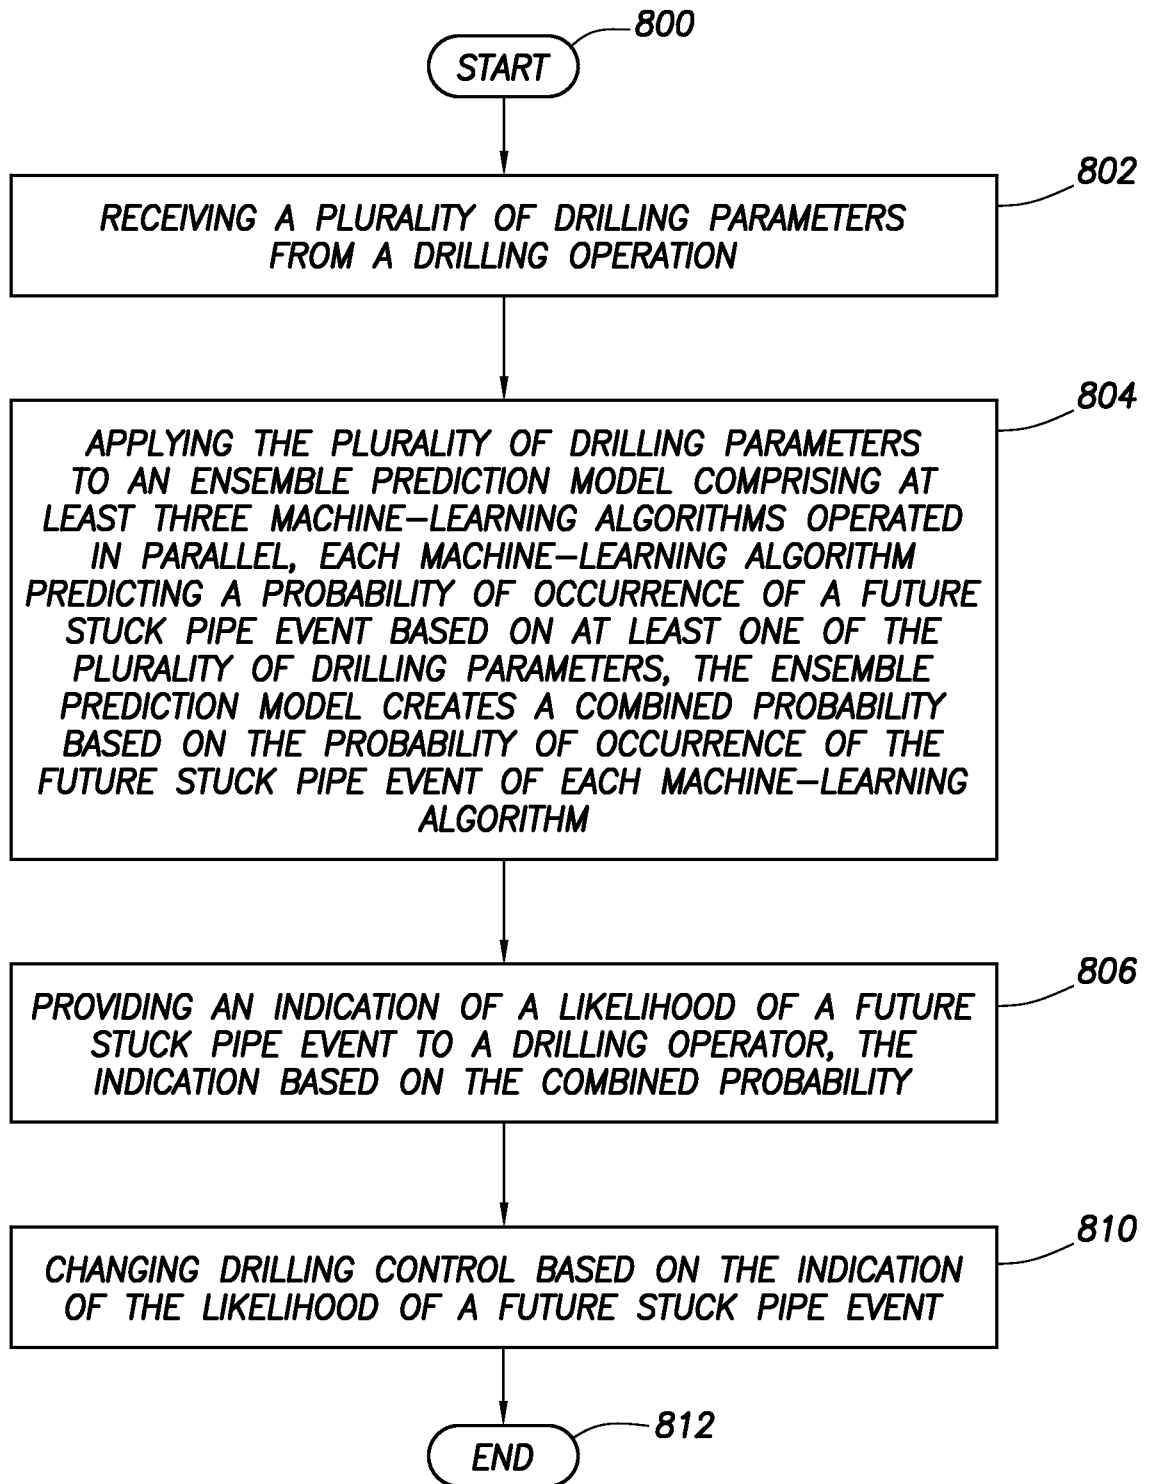 800
START
802
RECEIVING A PLURALITY OF DRILLING PARAMETERS
FROM A DRILLING OPERATION
804
APPLYING THE PLURALITY OF DRILLING PARAMETERS
TO AN ENSEMBLE PREDICTION MODEL COMPRISING AT
LEAST THREE MACHINE–LEARNING ALGORITHMS OPERATED
IN PARALLEL, EACH MACHINE–LEARNING ALGORITHM
PREDICTING A PROBABILITY OF OCCURRENCE OF A FUTURE
STUCK PIPE EVENT BASED ON AT LEAST ONE OF THE
PLURALITY OF DRILLING PARAMETERS, THE ENSEMBLE
PREDICTION MODEL CREATES A COMBINED PROBABILITY
BASED ON THE PROBABILITY OF OCCURRENCE OF THE
FUTURE STUCK PIPE EVENT OF EACH MACHINE–LEARNING
ALGORITHM
806
PROVIDING AN INDICATION OF A LIKELIHOOD OF A FUTURE
STUCK PIPE EVENT TO A DRILLING OPERATOR, THE
INDICATION BASED ON THE COMBINED PROBABILITY
810
CHANGING DRILLING CONTROL BASED ON THE INDICATION
OF THE LIKELIHOOD OF A FUTURE STUCK PIPE EVENT
812
END